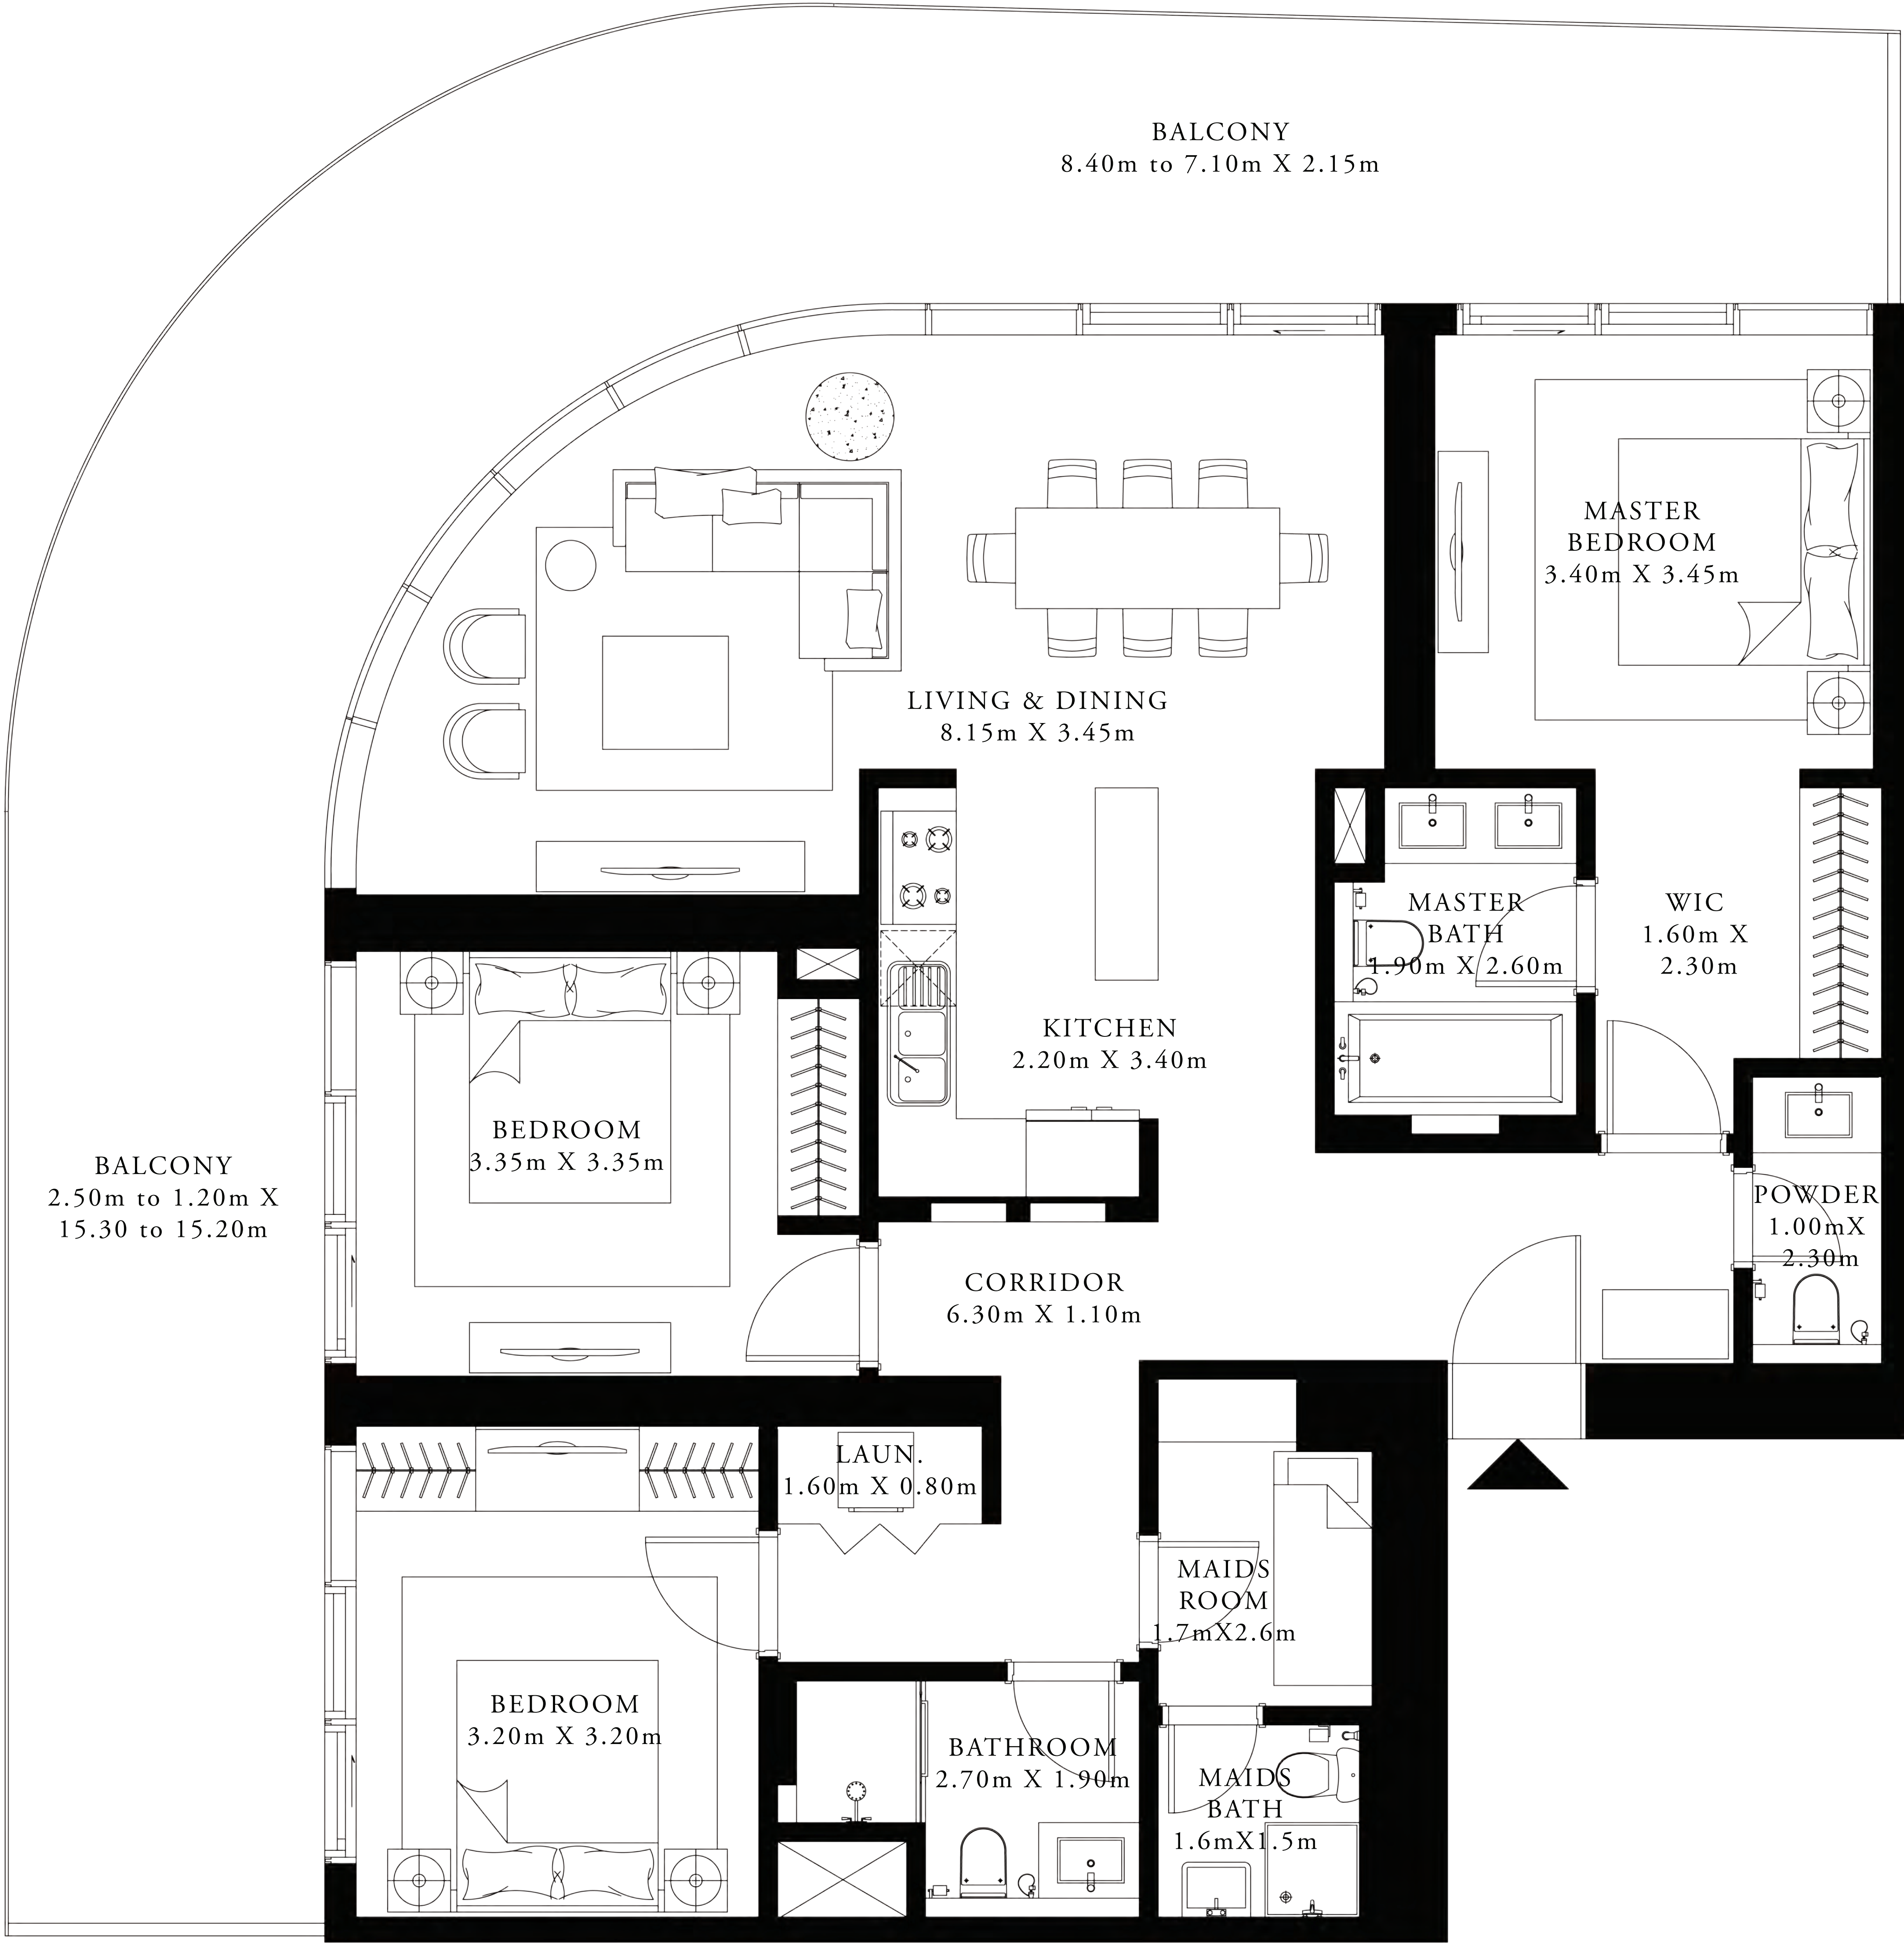 BALCONY
8.40m to 7.10m X 2.15m
MASTER
BEDROOM
3.40m X 3.45m
LIVING & DINING
8.15m X 3.45m
MASTER
BATH
1.90m X 2.60m
WIC
1.60m X
2.30m
KITCHEN
2.20m X 3.40m
BEDROOM
3.35m X 3.35m
BALCONY
2.50m to 1.20m X
15.30 to 15.20m
POWDER
1.00mX
2.30m
CORRIDOR
6.30m X 1.10m
LAUN.
1.60m X 0.80m
MAIDS
ROOM
1.7mX2.6m
BEDROOM
3.20m X 3.20m
BATHROOM
2.70m X 1.90m
MAIDS
BATH
1.6mX1.5m